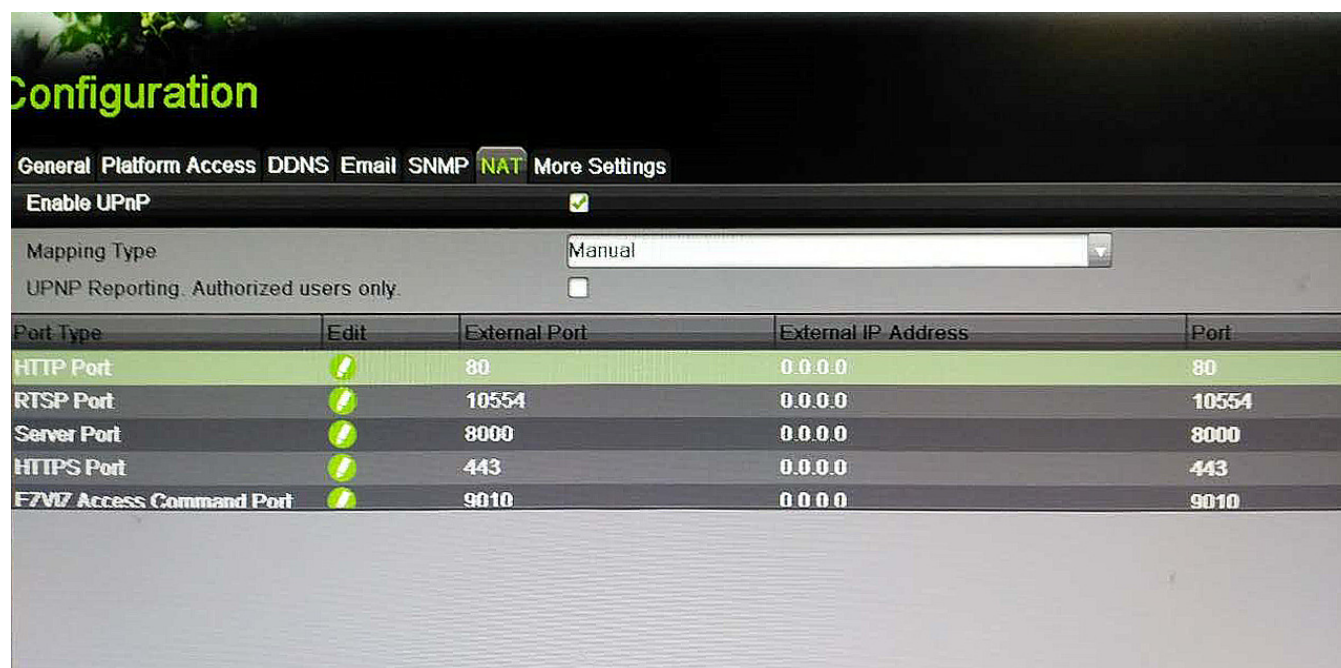 Configuration
General Platform Access DDNS Email SNMP NAT More Settings
Enable UPnP
Mapping Type Manual
UPNP Reporting. Authorized users only.
Port Type Edit External Port External IP Address Port
HTTP Port 80 0.0.0.0 80
RTSP Port 10554 0.0.0.0 10554
Server Port 8000 0.0.0.0 8000
HTTPS Port 443 0.0.0.0 443
Access Command Port 9010 0.0.0.0 9010